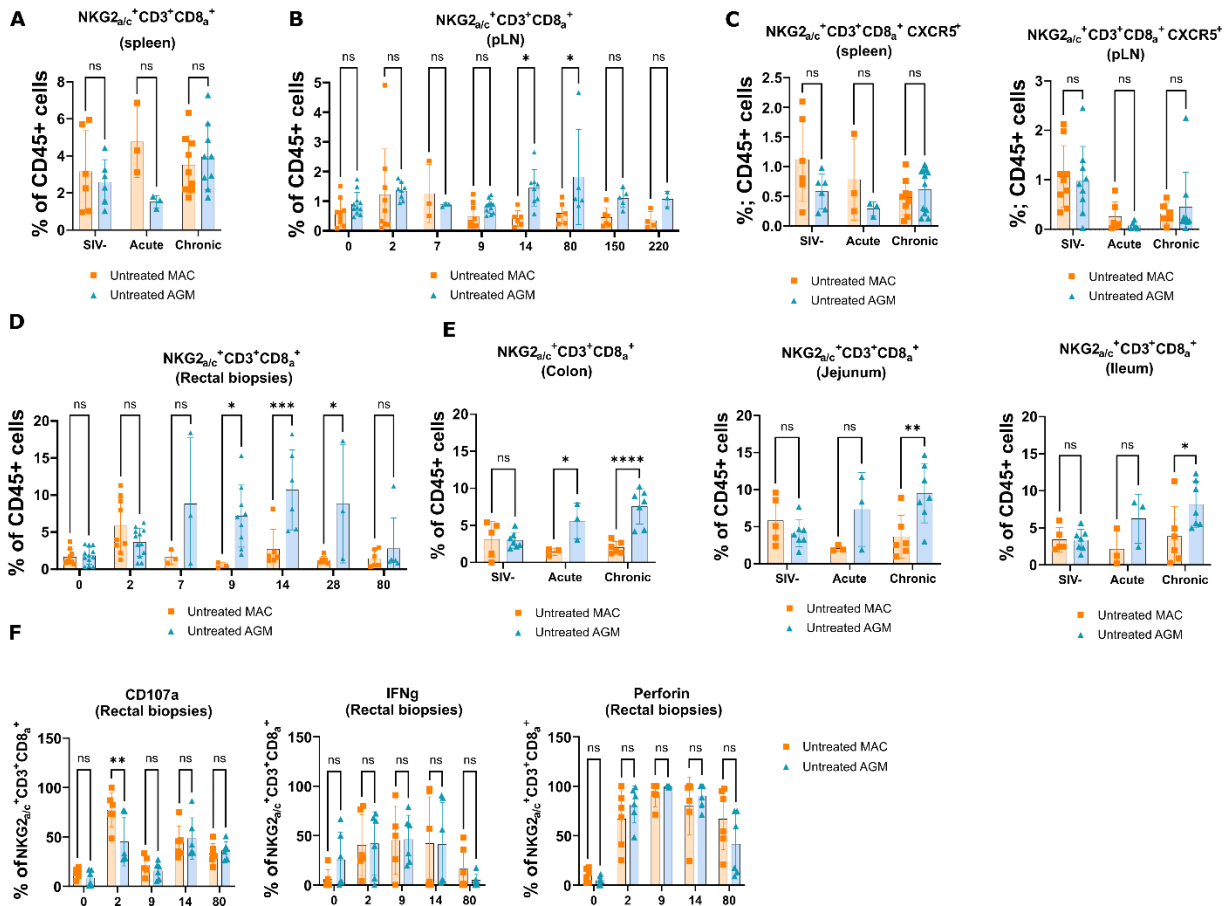 A
NKG2a/c+CD3+CD8a+
(spleen)
ns
ns
ns
% of CD45+ cells
8
6
4
2
0
SIV-
Acute
Chronic
Untreated MAC
Untreated AGM
B
NKG2a/c+CD3+CD8a+
(pLN)
ns
ns
ns
ns
*
*
ns
ns
% of CD45+ cells
5
4
3
2
1
0
0
2
7
9
14
80
150
220
Untreated MAC
Untreated AGM
C
NKG2a/c+CD3+CD8a+ CXCR5+
(spleen)
ns
ns
ns
%; CD45+ cells
2.5
2.0
1.5
1.0
0.5
0.0
SIV-
Acute
Chronic
Untreated MAC
Untreated AGM
NKG2a/c+CD3+CD8a+ CXCR5+
(pLN)
ns
ns
ns
%; CD45+ cells
3
2
1
0
SIV-
Acute
Chronic
Untreated MAC
Untreated AGM
D
NKG2a/c+CD3+CD8a+
(Rectal biopsies)
ns
ns
ns
*
***
*
ns
% of CD45+ cells
20
15
10
5
0
0
2
7
9
14
28
80
Untreated MAC
Untreated AGM
E
NKG2a/c+CD3+CD8a+
(Colon)
ns
*
****
% of CD45+ cells
20
15
10
5
0
SIV-
Acute
Chronic
Untreated MAC
Untreated AGM
NKG2a/c+CD3+CD8a+
(Jejunum)
ns
ns
**
% of CD45+ cells
20
15
10
5
0
SIV-
Acute
Chronic
Untreated MAC
Untreated AGM
NKG2a/c+CD3+CD8a+
(Ileum)
ns
ns
*
% of CD45+ cells
20
15
10
5
0
SIV-
Acute
Chronic
Untreated MAC
Untreated AGM
F
CD107a
(Rectal biopsies)
ns
**
ns
ns
ns
% of NKG2a/c+CD3+CD8a+
100
50
0
0
2
9
14
80
IFNg
(Rectal biopsies)
ns
ns
ns
ns
ns
% of NKG2a/c+CD3+CD8a+
150
100
50
0
0
2
9
14
80
Perforin
(Rectal biopsies)
ns
ns
ns
ns
ns
% of NKG2a/c+CD3+CD8a+
100
50
0
0
2
9
14
80
Untreated MAC
Untreated AGM